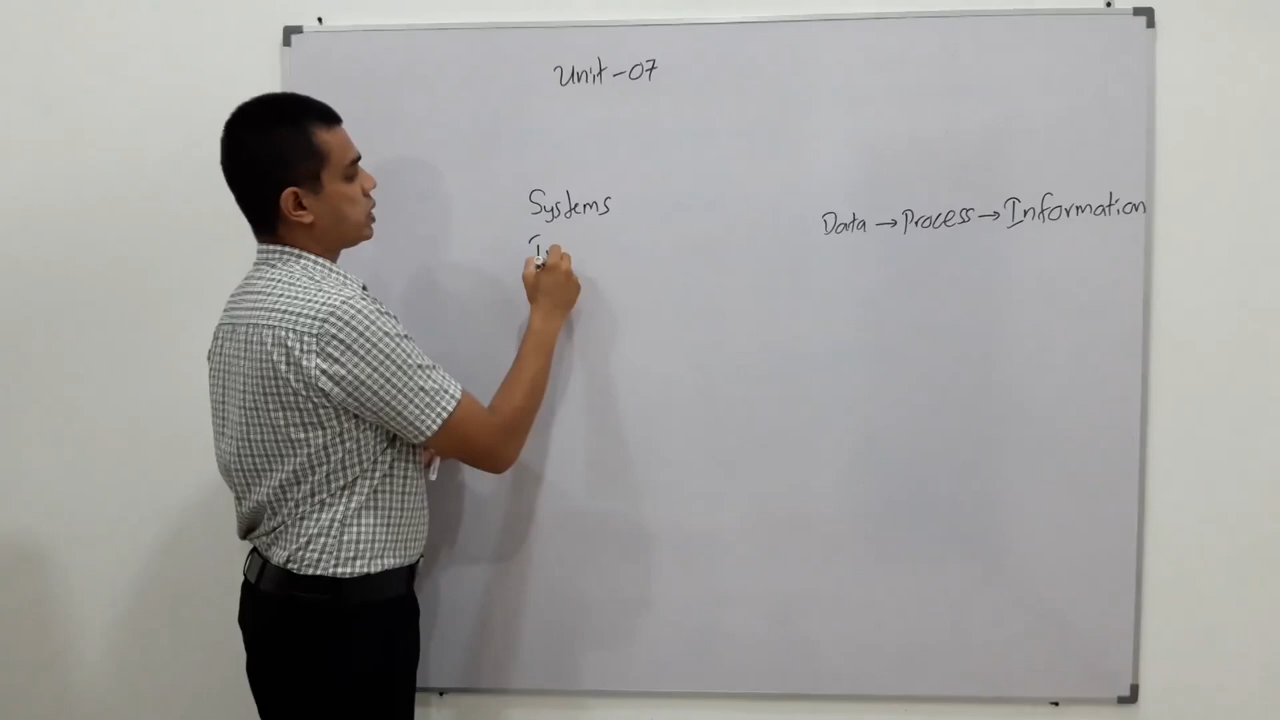 Unit-07
Systems
Data → Process → Information